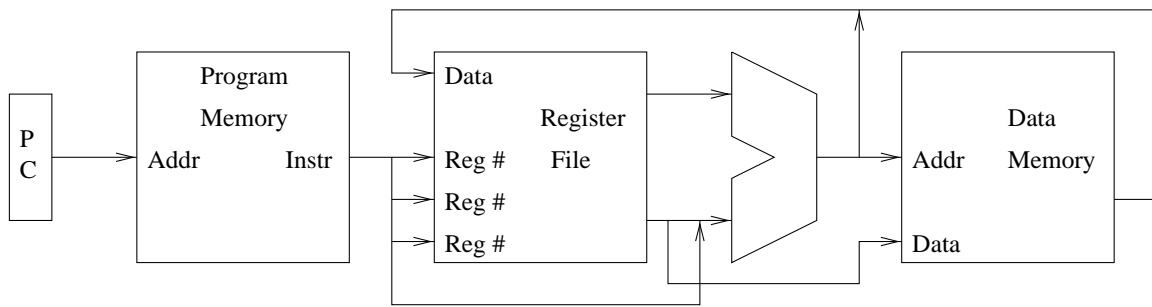 P
C
Program
Memory
Addr
Instr
Data
Register
File
Reg #
Reg #
Reg #
Data
Memory
Addr
Data